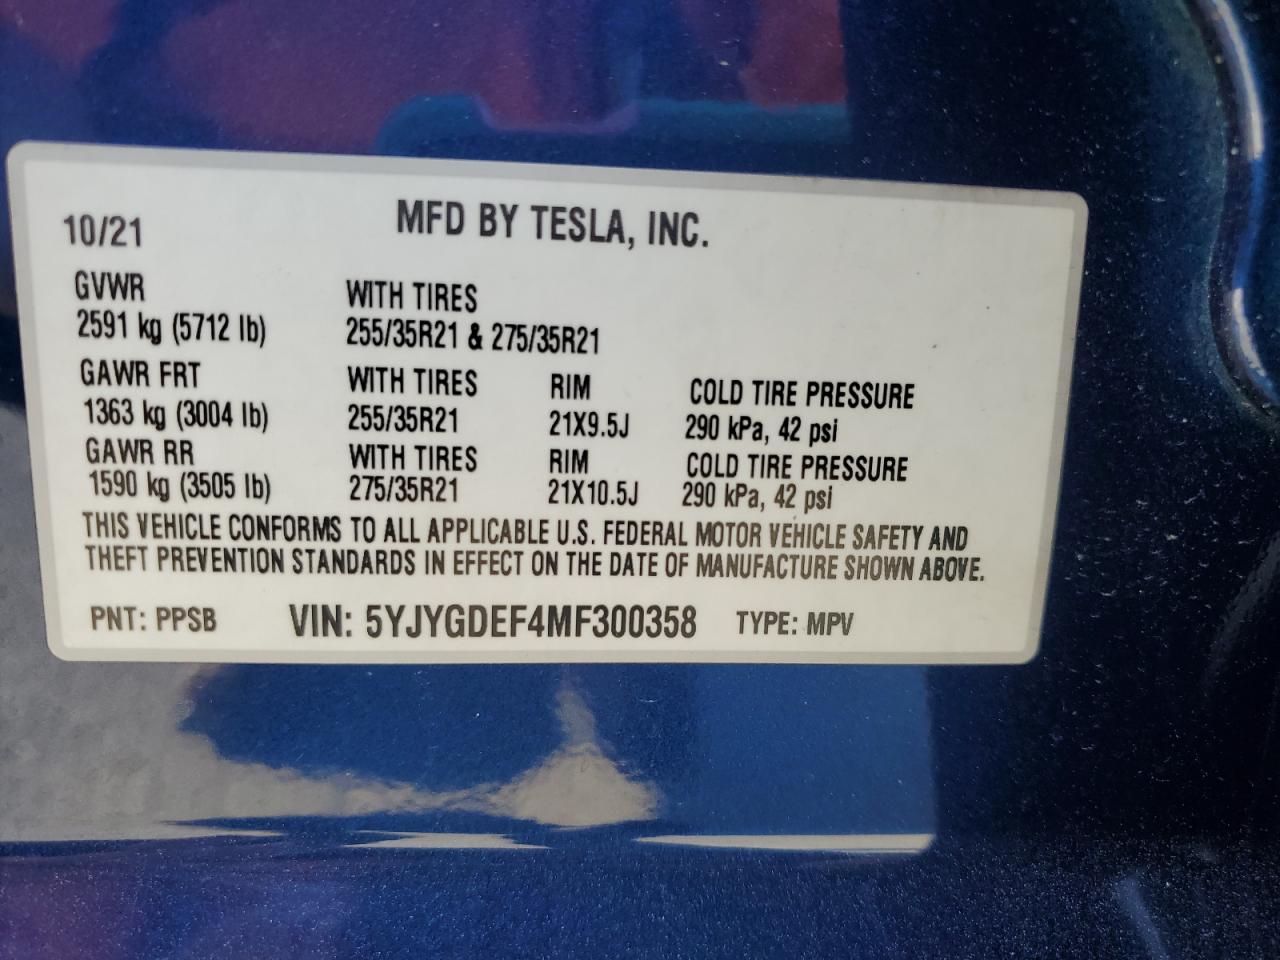 10/21 MFD BY TESLA, INC.
GVWR WITH TIRES
2591 kg (5712 lb) 255/35R21 & 275/35R21
GAWR FRT WITH TIRES RIM COLD TIRE PRESSURE
1363 kg (3004 lb) 255/35R21 21X9.5J 290 kPa, 42 psi
GAWR RR WITH TIRES RIM COLD TIRE PRESSURE
1590 kg (3505 lb) 275/35R21 21X10.5J 290 kPa, 42 psi
THIS VEHICLE CONFORMS TO ALL APPLICABLE U.S. FEDERAL MOTOR VEHICLE SAFETY AND
THEFT PREVENTION STANDARDS IN EFFECT ON THE DATE OF MANUFACTURE SHOWN ABOVE.
PNT: PPSB VIN: 5YJYGDEF4MF300358 TYPE: MPV